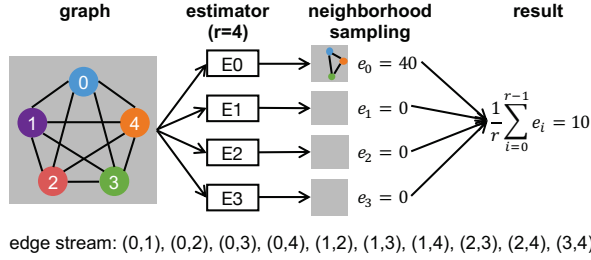 graph estimator (r=4) neighborhood sampling result
0
1
4
2
3
E0
E1
E2
E3
e₀ = 40
e₁ = 0
e₂ = 0
e₃ = 0
1/r ∑_{i=0}^{r−1} eᵢ = 10
edge stream: (0,1), (0,2), (0,3), (0,4), (1,2), (1,3), (1,4), (2,3), (2,4), (3,4)